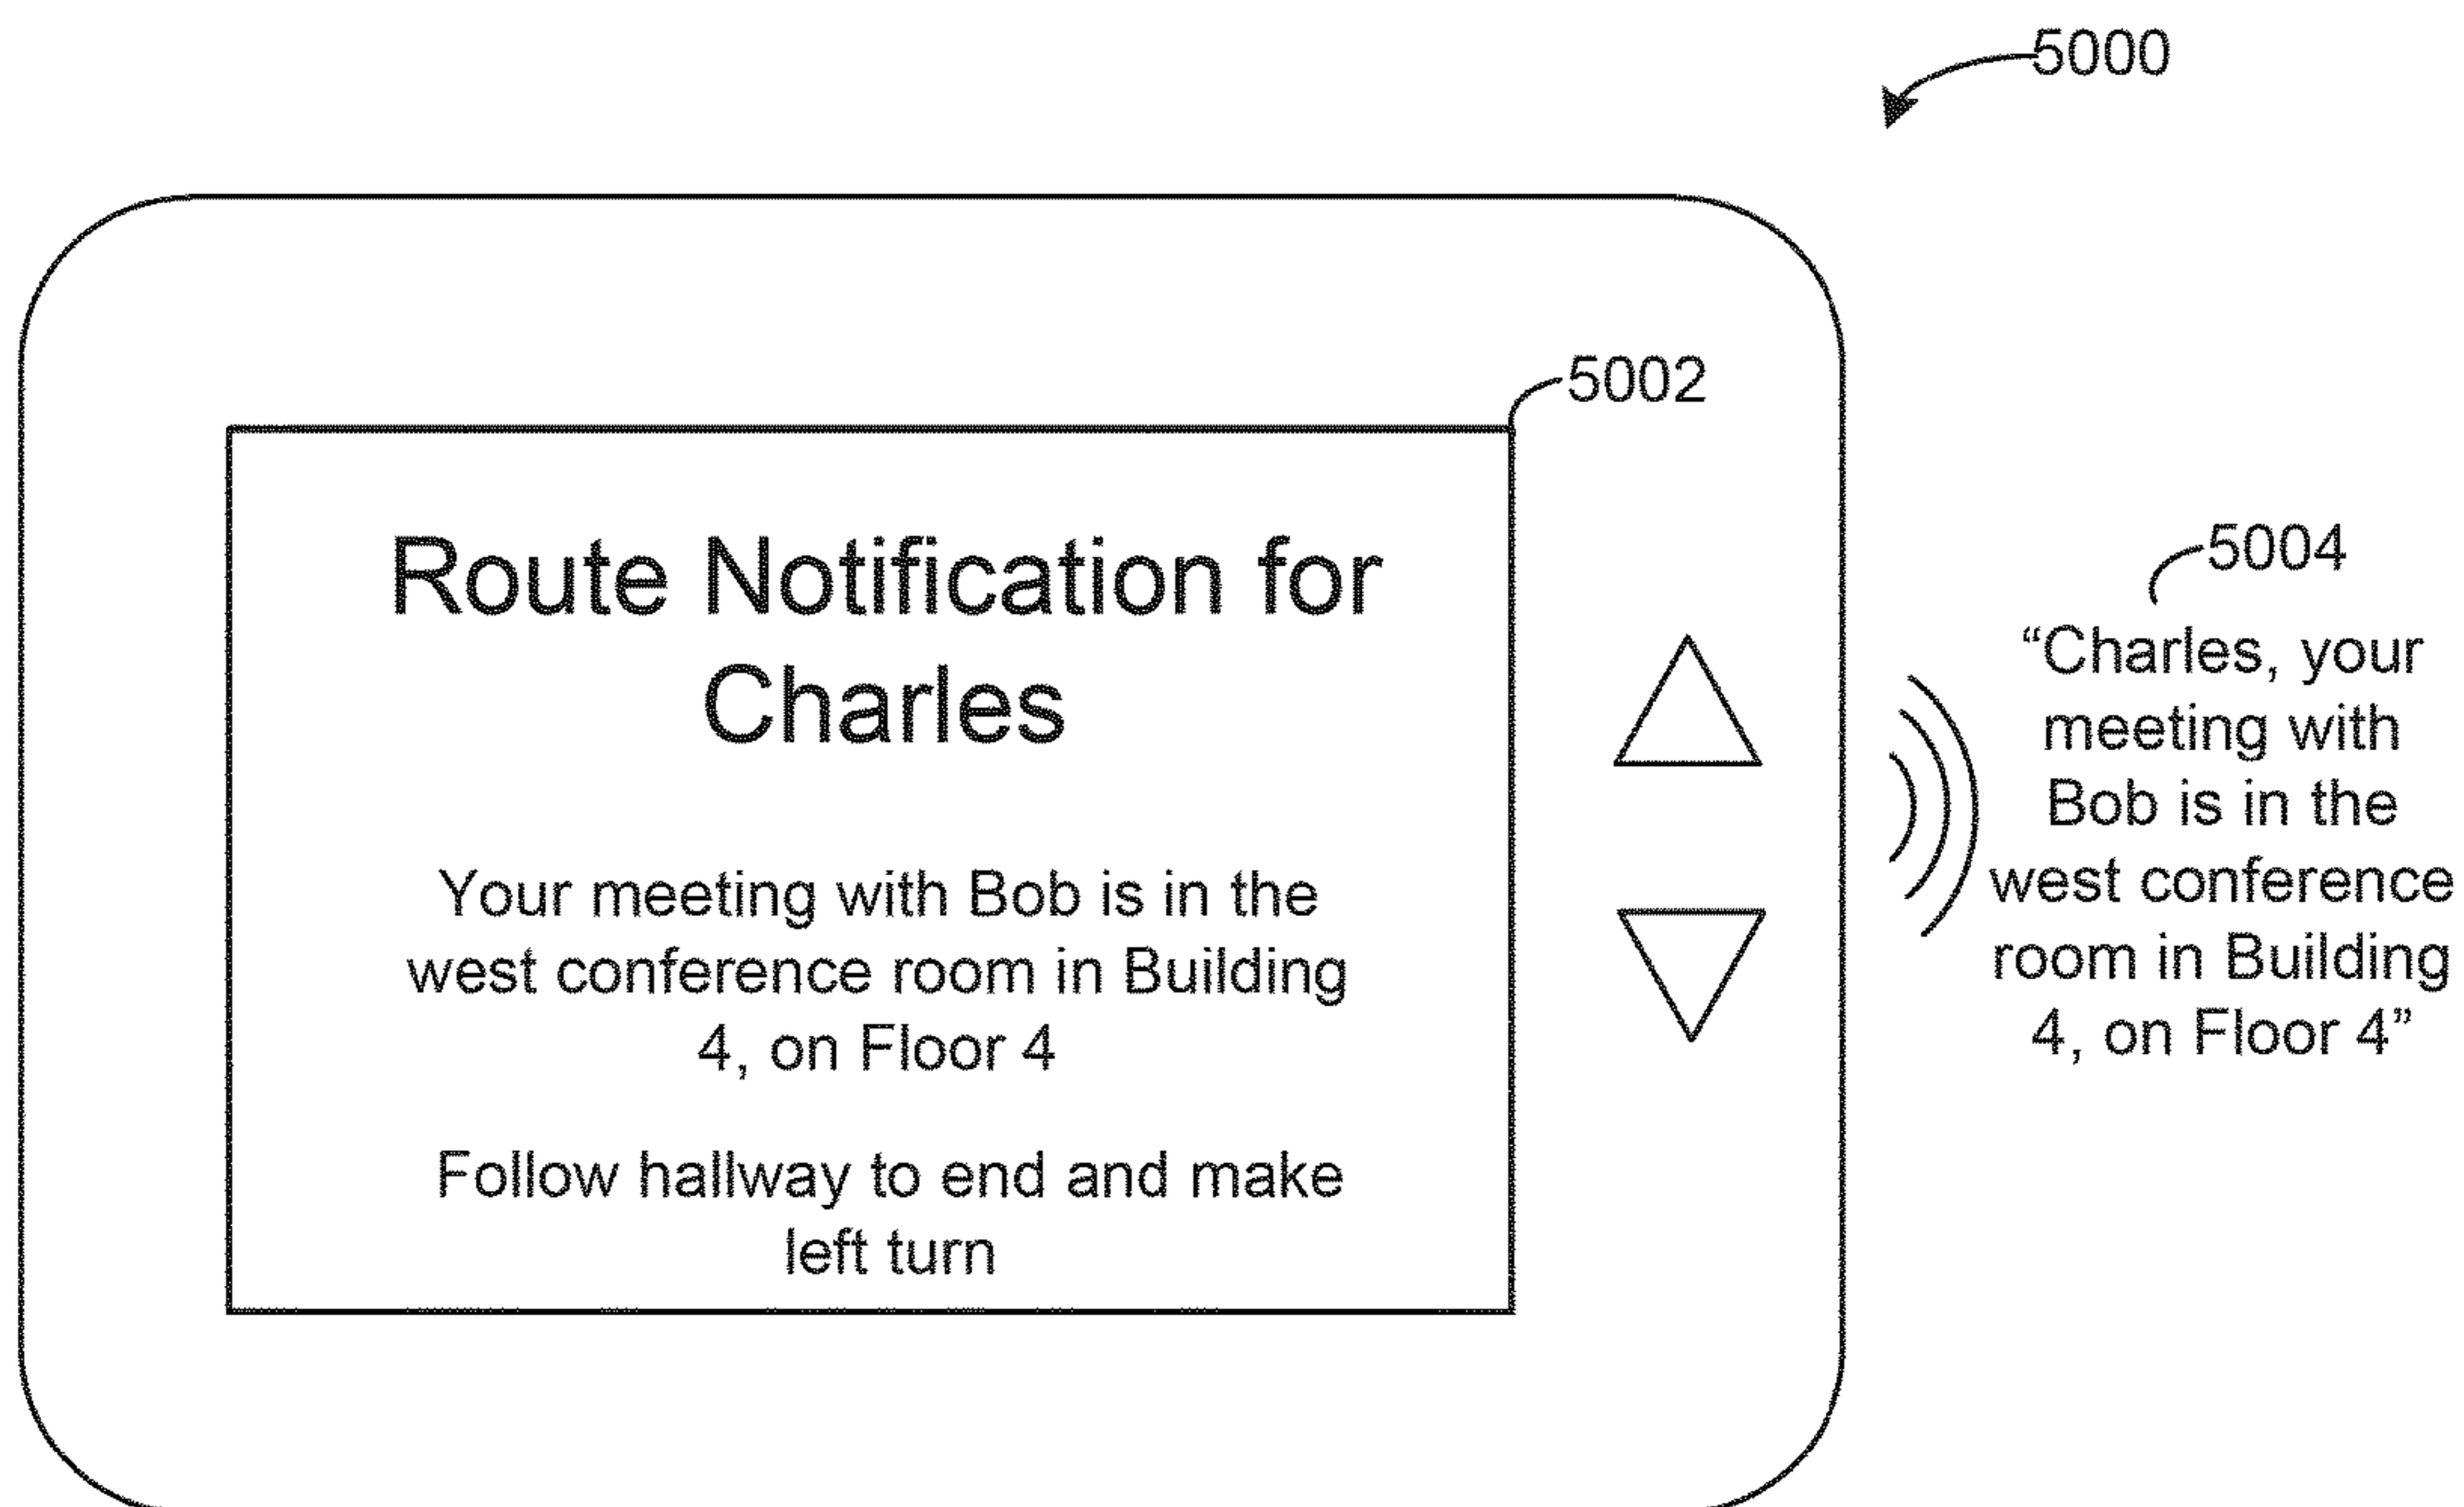 5000
5002
Route Notification for
Charles
Your meeting with Bob is in the
west conference room in Building
4, on Floor 4
Follow hallway to end and make
left turn
5004
“Charles, your
meeting with
Bob is in the
west conference
room in Building
4, on Floor 4”